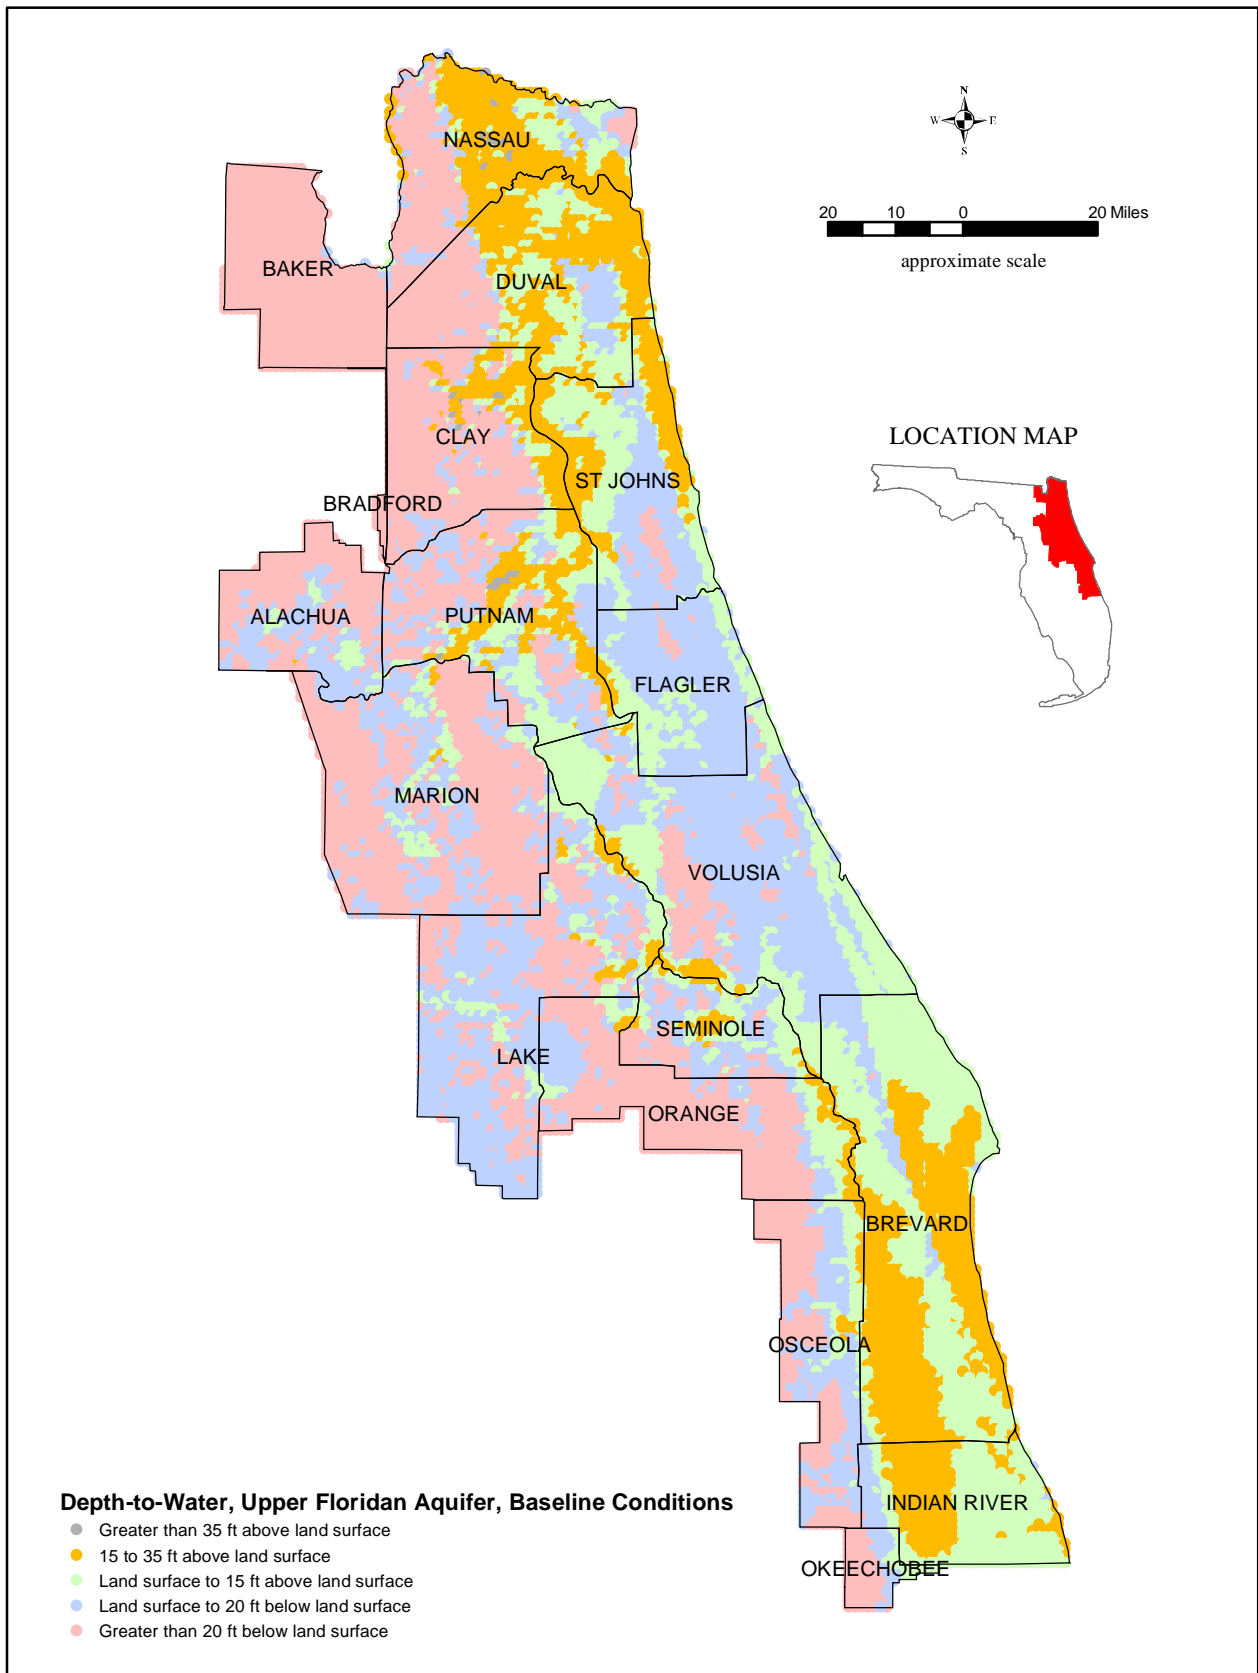 N
W E
S
NASSAU
20 10 0 20 Miles
approximate scale
BAKER
DUVAL
CLAY
LOCATION MAP
ST JOHNS
BRADFORD
ALACHUA
PUTNAM
FLAGLER
MARION
VOLUSIA
SEMINOLE
LAKE
ORANGE
BREVARD
OSCEOLA
INDIAN RIVER
OKEECHOBEE
Depth-to-Water, Upper Floridan Aquifer, Baseline Conditions
Greater than 35 ft above land surface
15 to 35 ft above land surface
Land surface to 15 ft above land surface
Land surface to 20 ft below land surface
Greater than 20 ft below land surface